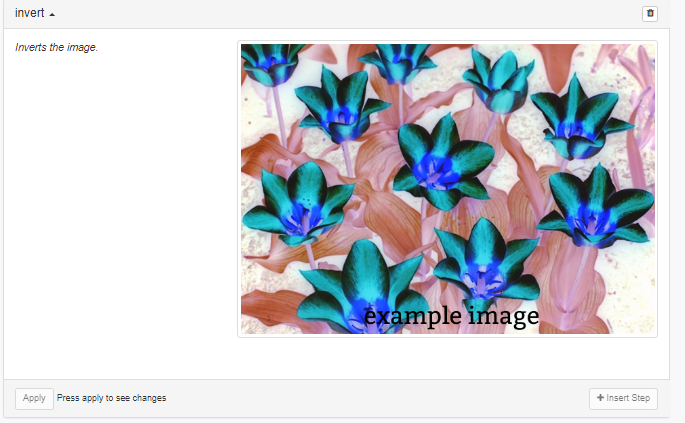 invert
Inverts the image.
example image
Apply Press apply to see changes
Insert Step